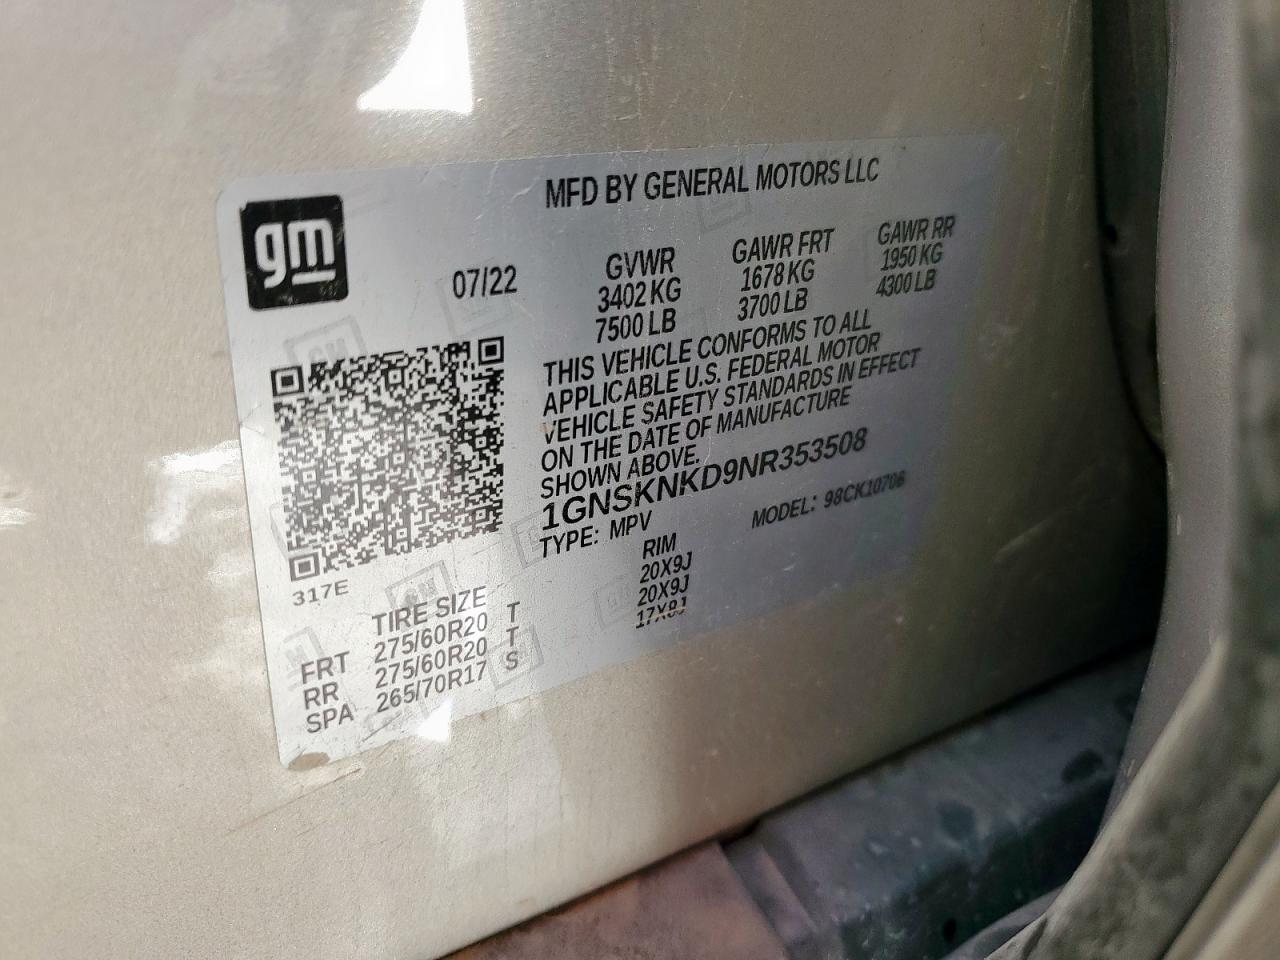 gm
MFD BY GENERAL MOTORS LLC
07/22
GVWR GAWR FRT GAWR RR
3402 KG 1678 KG 1950 KG
7500 LB 3700 LB 4300 LB
THIS VEHICLE CONFORMS TO ALL
APPLICABLE U.S. FEDERAL MOTOR
VEHICLE SAFETY STANDARDS IN EFFECT
ON THE DATE OF MANUFACTURE
SHOWN ABOVE.
1GNSKNKD9NR353508
TYPE: MPV MODEL: 98CK10706
317E
TIRE SIZE RIM
FRT 275/60R20 T 20X9J
RR 275/60R20 T 20X9J
SPA 265/70R17 S 17X8J